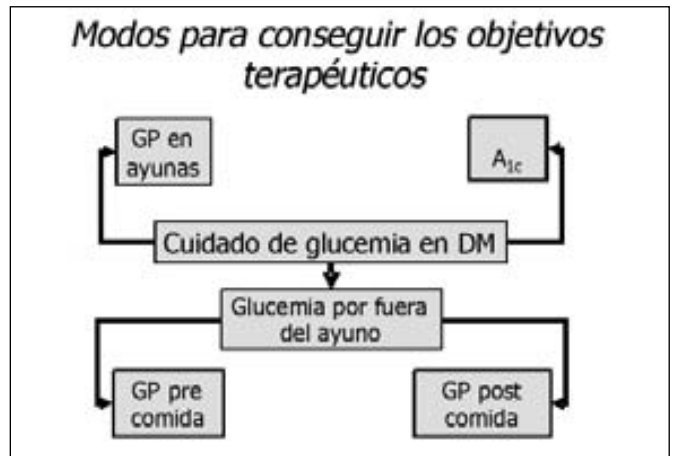 Modos para conseguir los objetivos
terapéuticos
GP en
ayunas
A1c
Cuidado de glucemia en DM
Glucemia por fuera
del ayuno
GP pre
comida
GP post
comida